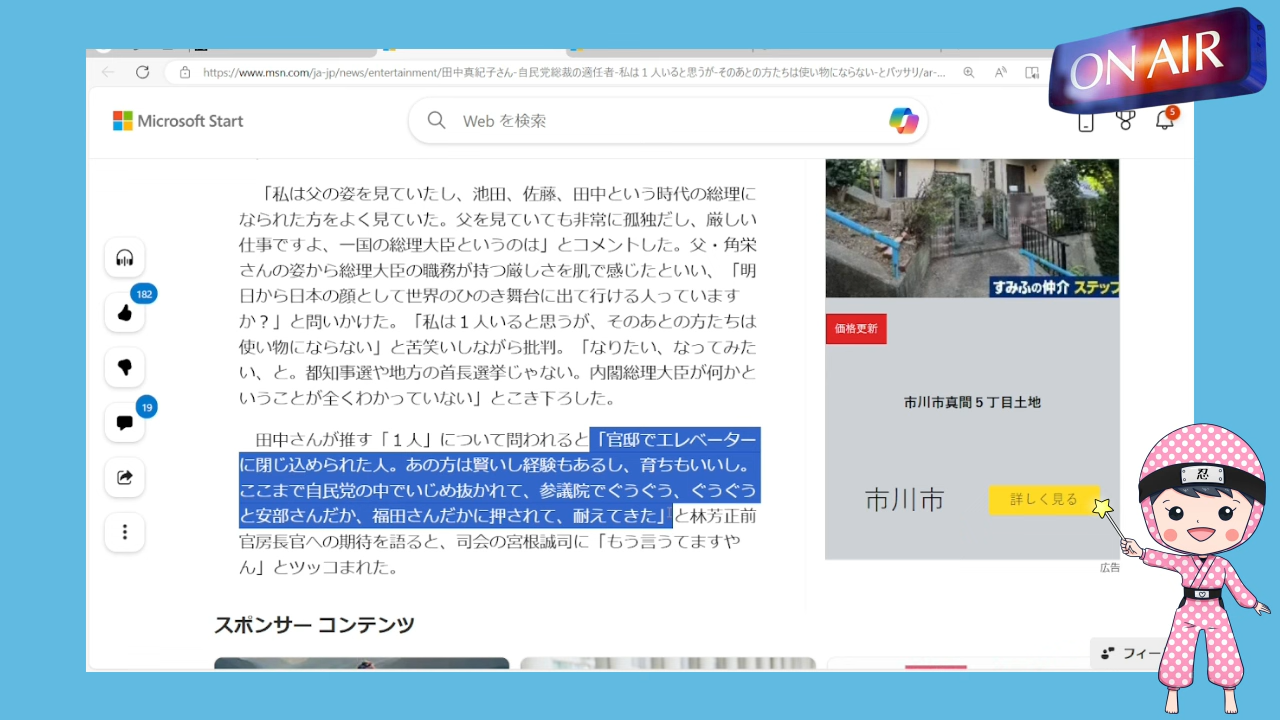 ON AIR
https://www.msn.com/ja-jp/news/entertainment/田中真紀子さん-自民党総裁の適任者-私は１人いると思うが-そのあとの方たちは使い物にならない-とバッサリ/ar-...
Microsoft Start
Web を検索
5
「私は父の姿を見ていたし、池田、佐藤、田中という時代の総理に
なられた方をよく見ていた。父を見ていても非常に孤独だし、厳しい
仕事ですよ、一国の総理大臣というのは」とコメントした。父・角栄
さんの姿から総理大臣の職務が持つ厳しさを肌で感じたといい、「明
日から日本の顔として世界のひのき舞台に出て行ける人っています
か？」と問いかけた。「私は１人いると思うが、そのあとの方たちは
使い物にならない」と苦笑いしながら批判。「なりたい、なってみた
い、と。都知事選や地方の首長選挙じゃない。内閣総理大臣が何かと
いうことが全くわかっていない」とこき下ろした。
田中さんが推す「１人」について問われると「官邸でエレベーター
に閉じ込められた人。あの方は賢いし経験もあるし、育ちもいいし。
ここまで自民党の中でいじめ抜かれて、参議院でぐうぐう、ぐうぐう
と安部さんだか、福田さんだかに押されて、耐えてきた」と林芳正前
官房長官への期待を語ると、司会の宮根誠司に「もう言うてますや
ん」とツッコまれた。
182
19
スポンサー コンテンツ
すみふの仲介 ステップ
価格更新
市川市真間５丁目土地
市川市
詳しく見る
広告
フィー
忍